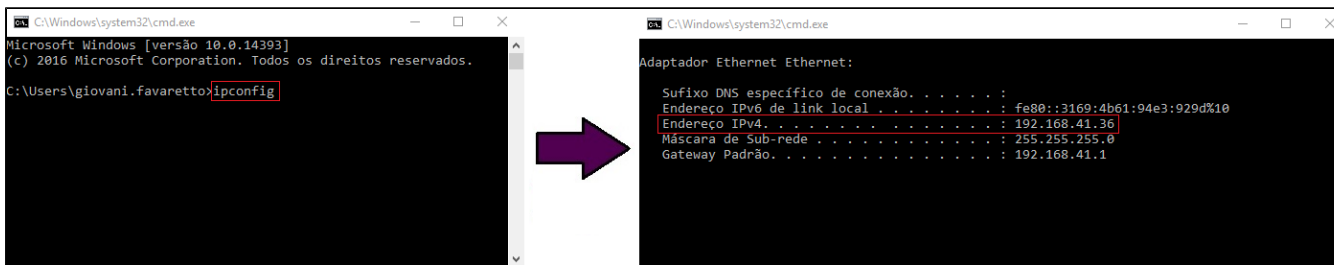 C:\Windows\system32\cmd.exe
Microsoft Windows [versão 10.0.14393]
(c) 2016 Microsoft Corporation. Todos os direitos reservados.
C:\Users\giovani.favaretto>ipconfig
C:\Windows\system32\cmd.exe
Adaptador Ethernet Ethernet:
Sufixo DNS específico de conexão. . . . . . :
Endereço IPv6 de link local . . . . . . . . : fe80::3169:4b61:94e3:929d%10
Endereço IPv4. . . . . . . . . . . . . . . : 192.168.41.36
Máscara de Sub-rede . . . . . . . . . . . . : 255.255.255.0
Gateway Padrão. . . . . . . . . . . . . . . : 192.168.41.1